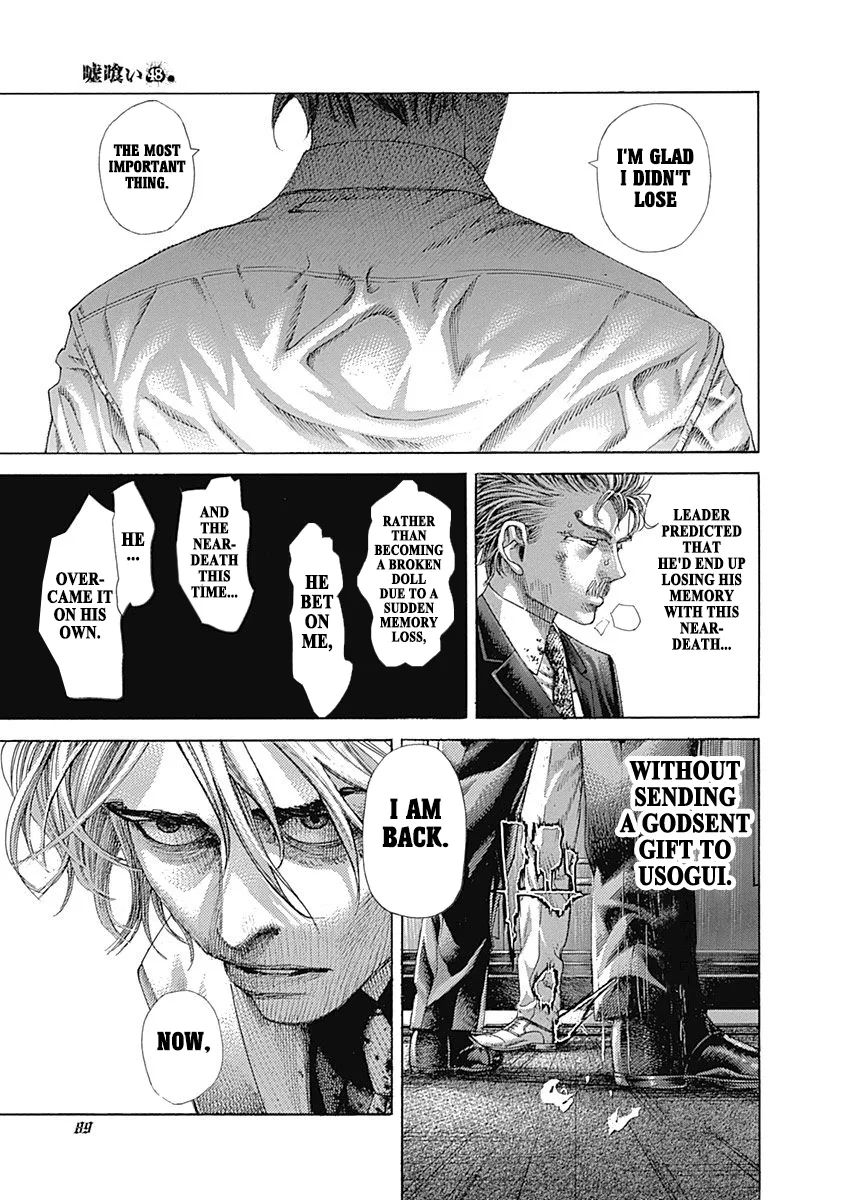 嘘喰い 48.
I'M GLAD
I DIDN'T
LOSE
THE MOST
IMPORTANT
THING.
LEADER
PREDICTED
THAT
HE'D END UP
LOSING HIS
MEMORY
WITH THIS
NEAR-
DEATH...
RATHER
THAN
BECOMING
A BROKEN
DOLL
DUE TO A
SUDDEN
MEMORY
LOSS,
HE
BET
ON
ME,
AND
THE
NEAR-
DEATH
THIS
TIME...
HE
...
OVER-
CAME IT
ON HIS
OWN.
WITHOUT
SENDING
A GODSENT
GIFT TO
USOGUI.
I AM
BACK.
NOW,
89